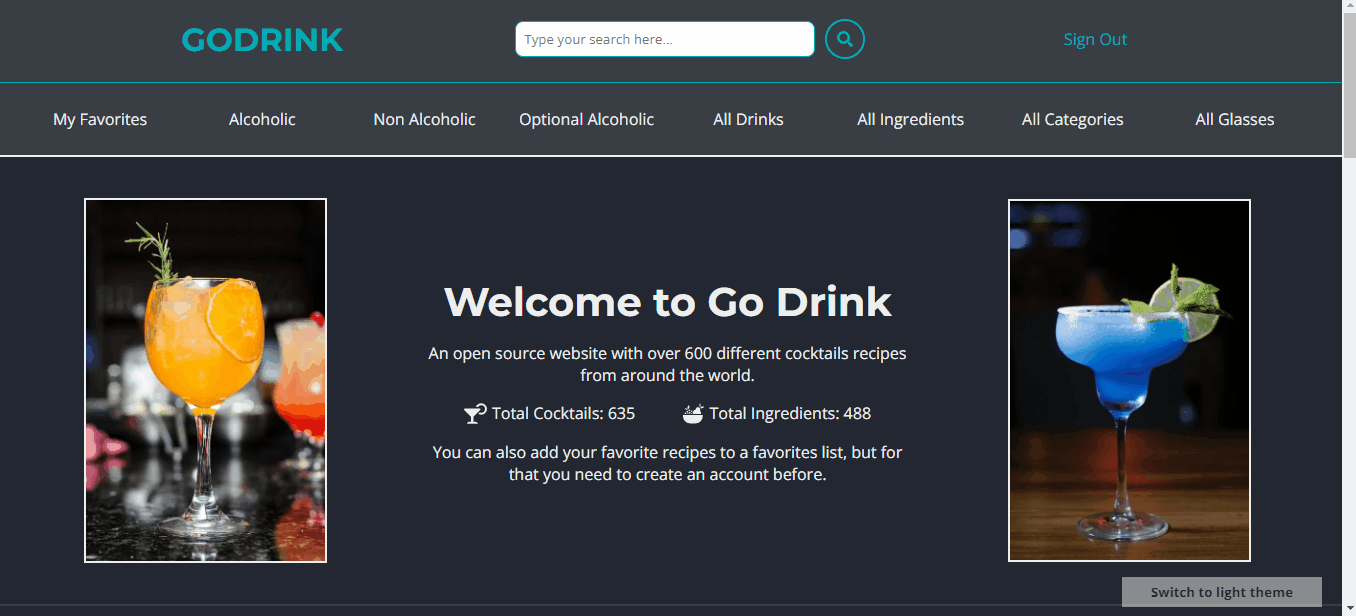 GODRINK
Type your search here...
Sign Out
My Favorites
Alcoholic
Non Alcoholic
Optional Alcoholic
All Drinks
All Ingredients
All Categories
All Glasses
Welcome to Go Drink
An open source website with over 600 different cocktails recipes
from around the world.
Total Cocktails: 635
Total Ingredients: 488
You can also add your favorite recipes to a favorites list, but for
that you need to create an account before.
Switch to light theme